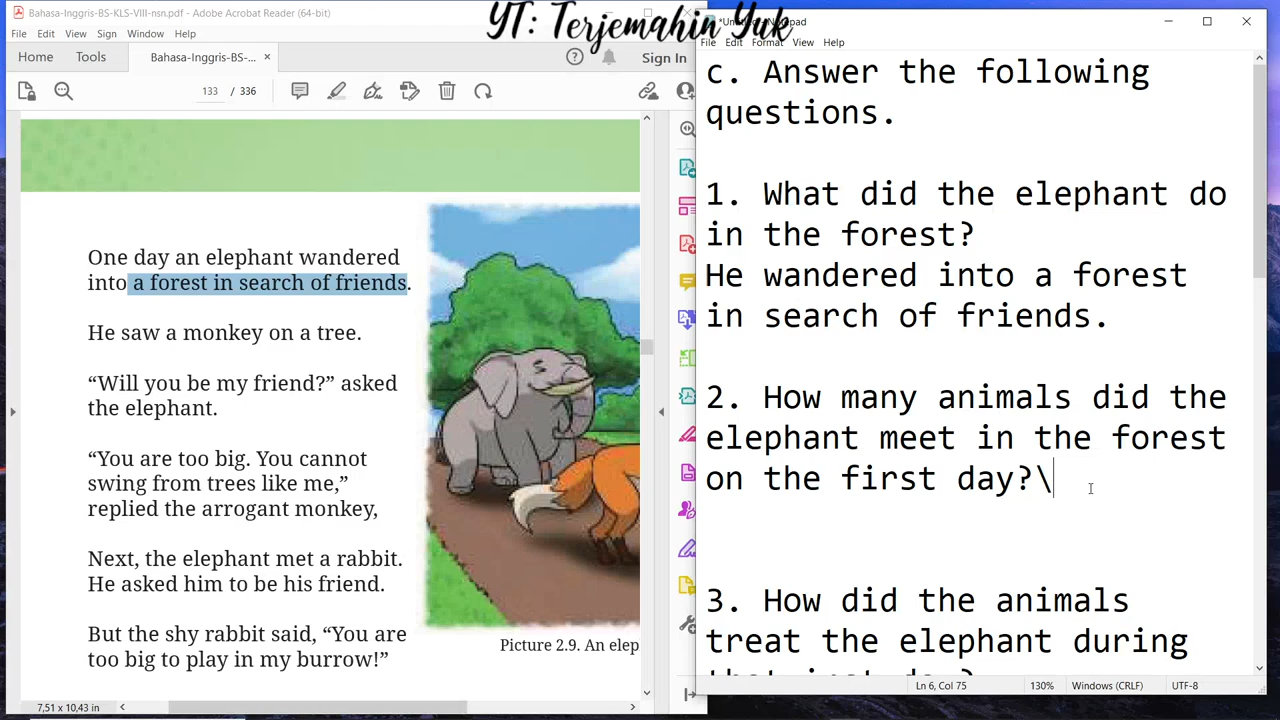 Bahasa-Inggris-BS-KLS-VIII-nsn.pdf - Adobe Acrobat Reader (64-bit)
YT: Terjemahin Yuk
File Edit View Sign Window Help
Home Tools Bahasa-Inggris-BS-... × Sign In
133 / 336
One day an elephant wandered
into a forest in search of friends.
He saw a monkey on a tree.
“Will you be my friend?” asked
the elephant.
“You are too big. You cannot
swing from trees like me,”
replied the arrogant monkey,
Next, the elephant met a rabbit.
He asked him to be his friend.
But the shy rabbit said, “You are
too big to play in my burrow!”
Picture 2.9. An elep
7,51 x 10,43 in
File Edit Format View Help
c. Answer the following
questions.
1. What did the elephant do
in the forest?
He wandered into a forest
in search of friends.
2. How many animals did the
elephant meet in the forest
on the first day?\
3. How did the animals
treat the elephant during
Ln 6, Col 75 130% Windows (CRLF) UTF-8